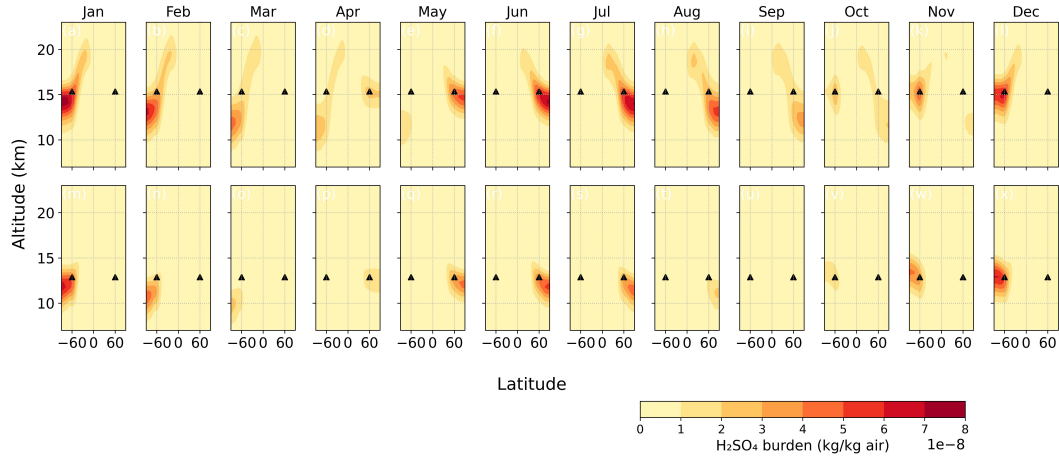 Jan Feb Mar Apr May Jun Jul Aug Sep Oct Nov Dec
(a) (b) (c) (d) (e) (f) (g) (h) (i) (j) (k) (l)
20
15
10
(m) (n) (o) (p) (q) (r) (s) (t) (u) (v) (w) (x)
20
15
10
Altitude (km)
−60 0 60 −60 0 60 −60 0 60 −60 0 60 −60 0 60 −60 0 60 −60 0 60 −60 0 60 −60 0 60 −60 0 60 −60 0 60 −60 0 60
Latitude
0 1 2 3 4 5 6 7 8
H₂SO₄ burden (kg/kg air) 1e−8